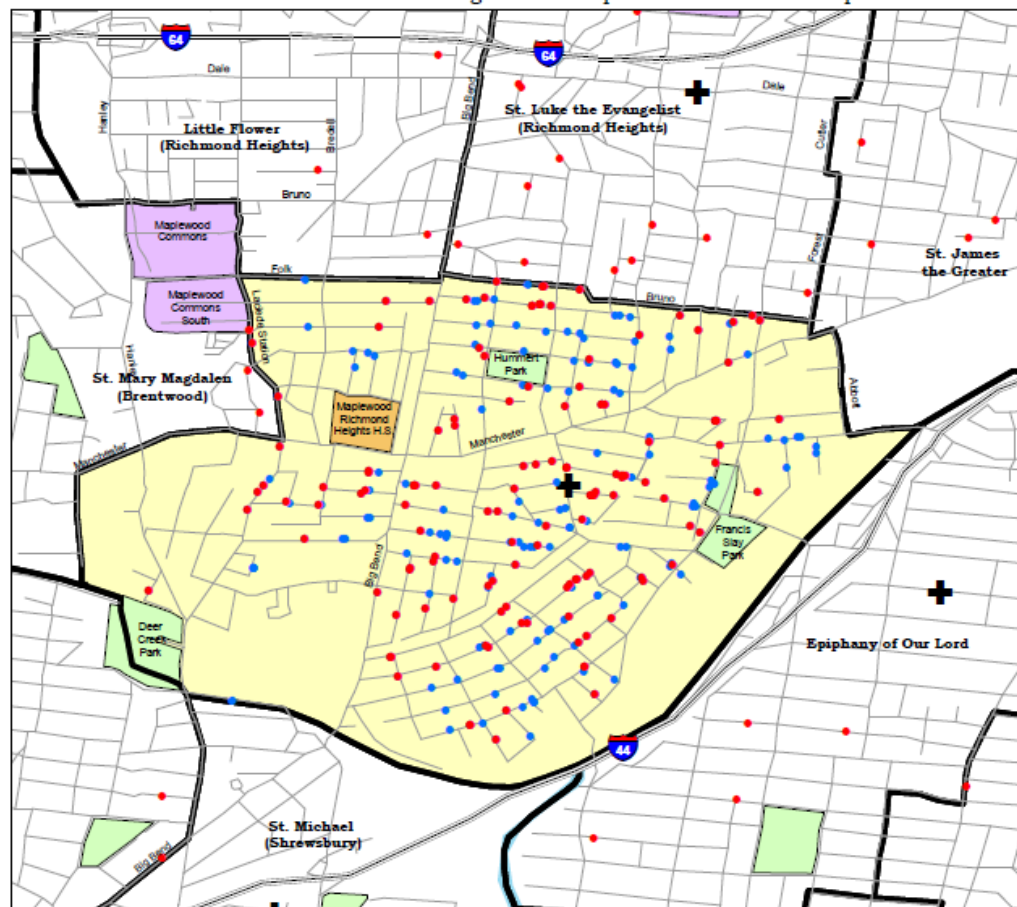 64
64
Dale
Dale
Hanley
Bredell
Big Bend
Cutter
St. Luke the Evangelist
(Richmond Heights)
Little Flower
(Richmond Heights)
Bruno
Maplewood
Commons
Forest
St. James
the Greater
Folk
Maplewood
Commons
South
Laclede Station
Bruno
Hanley
Hummert
Park
St. Mary Magdalen
(Brentwood)
Abbott
Maplewood
Richmond
Heights H.S.
Manchester
Manchester
Francis
Slay
Park
Big Bend
Deer
Creek
Park
Epiphany of Our Lord
44
St. Michael
(Shrewsbury)
Big Bend